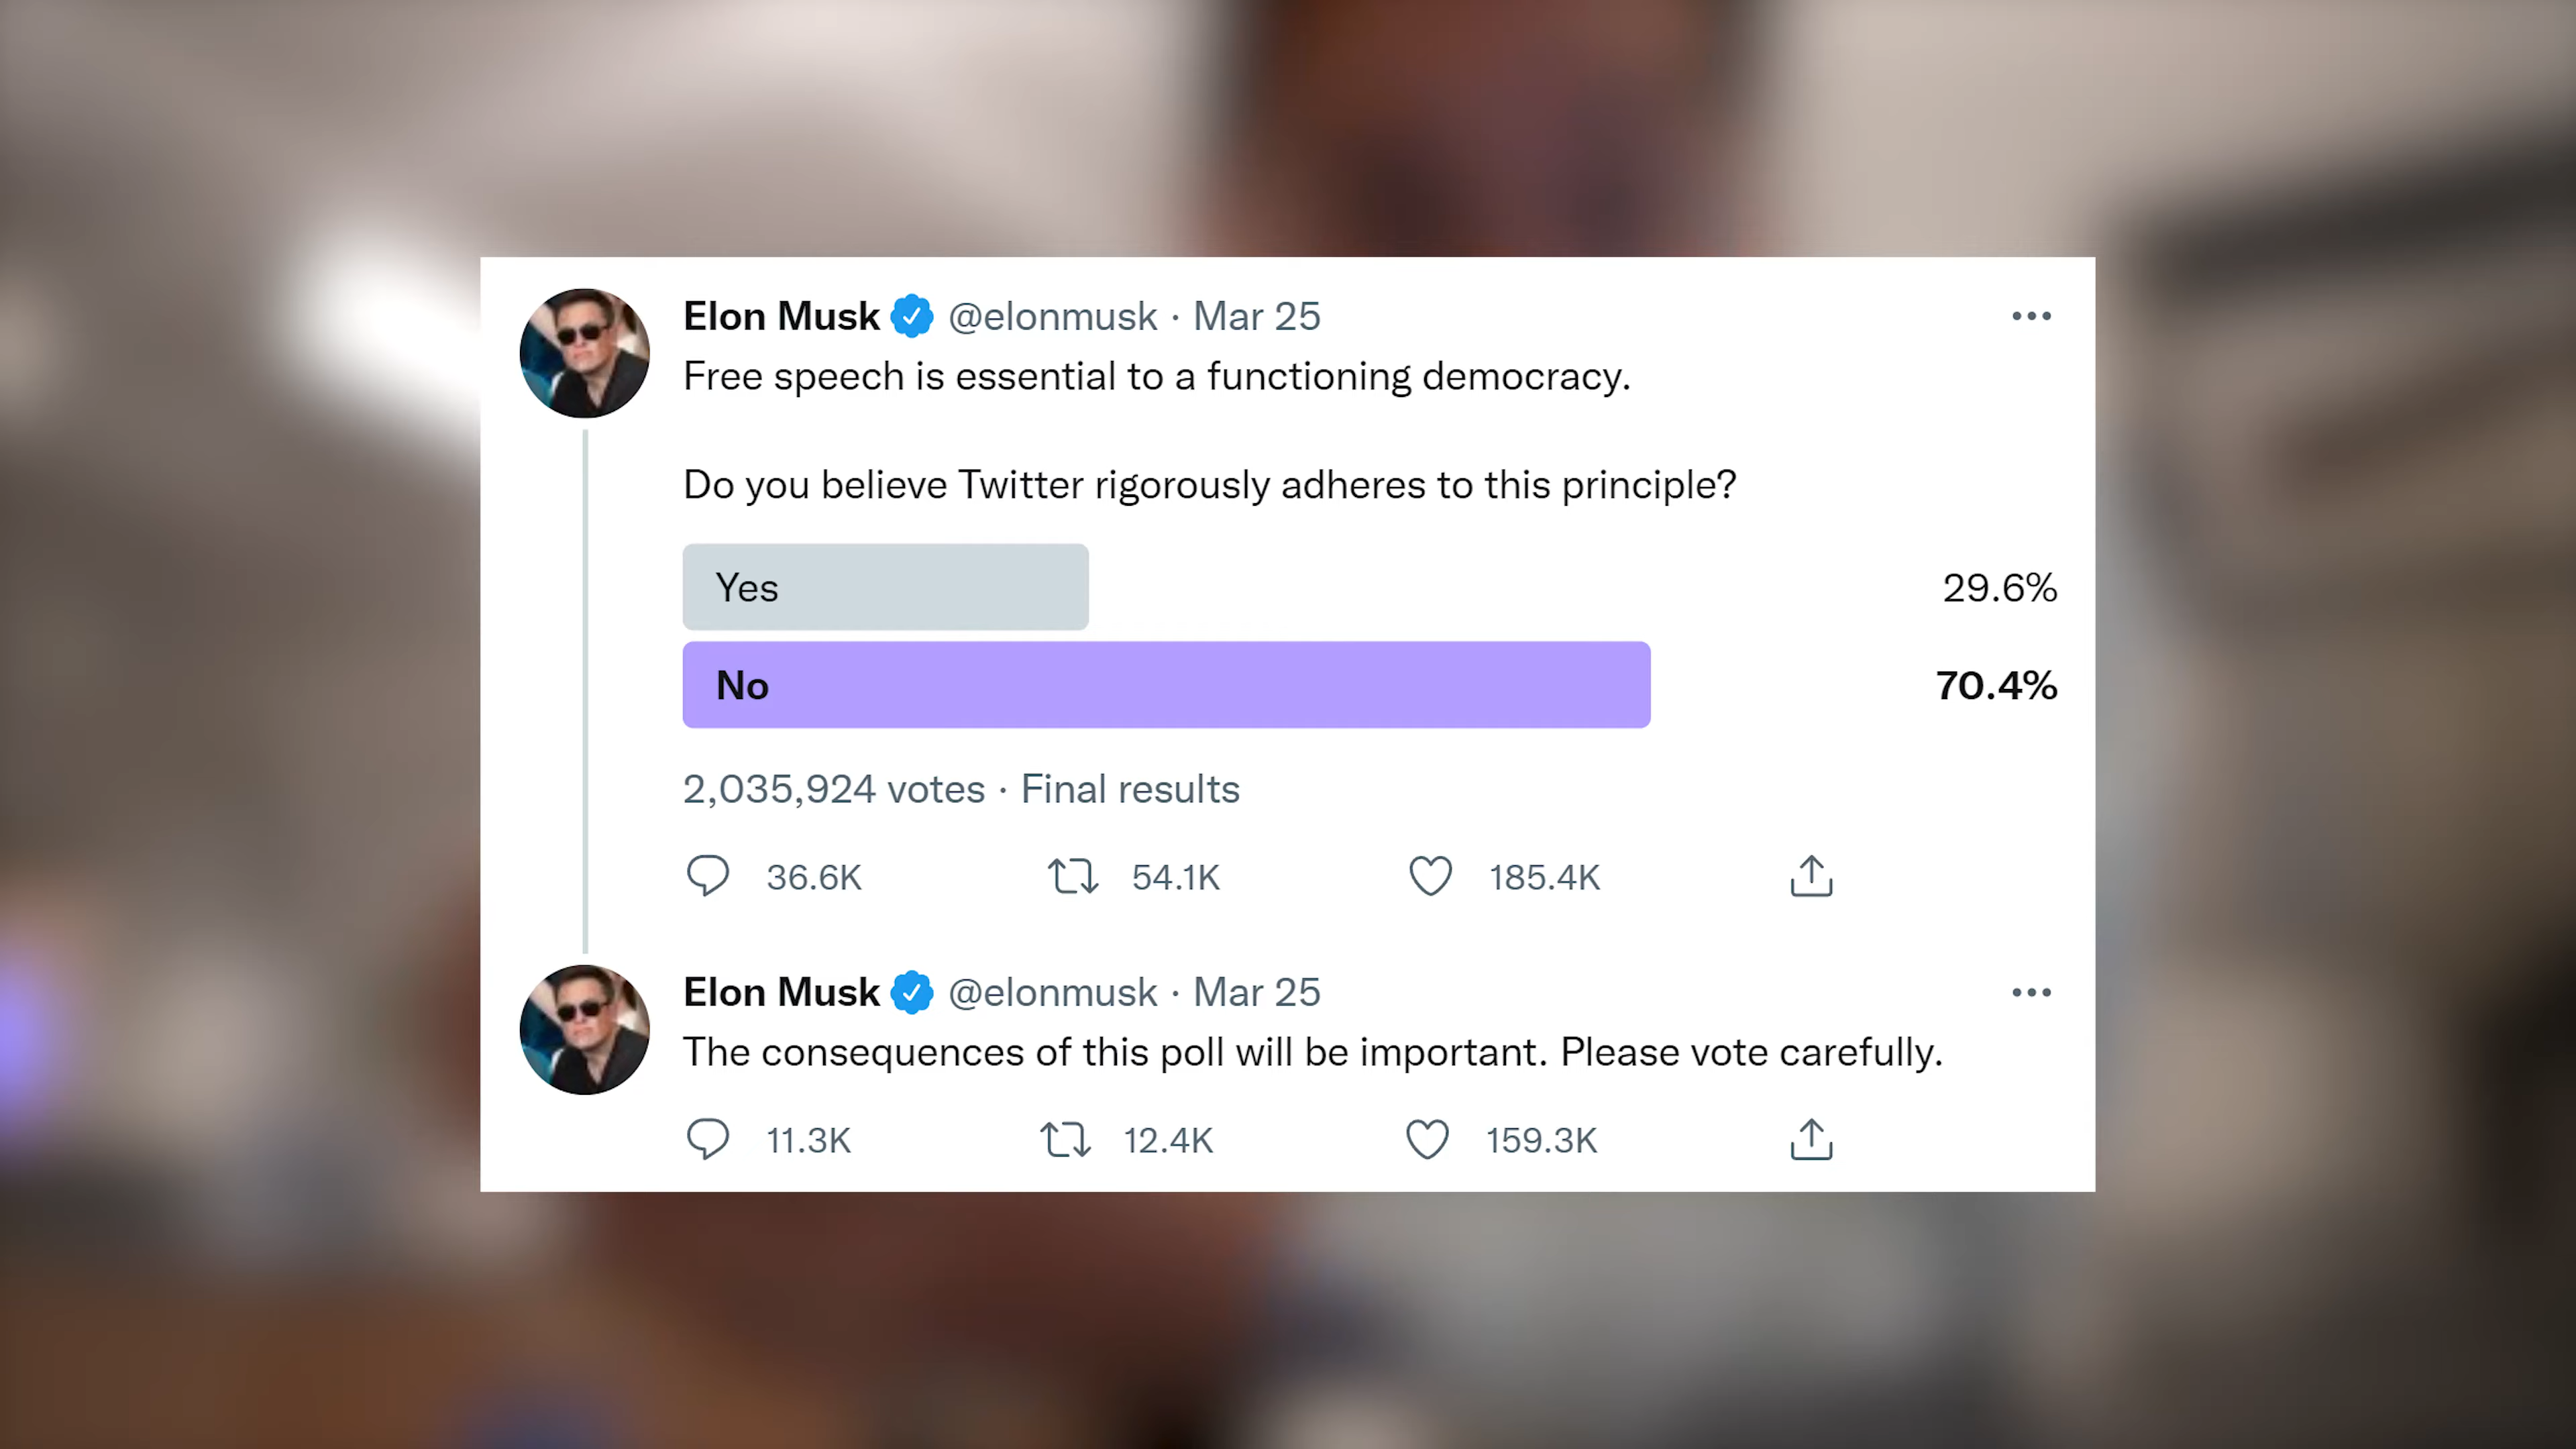 Elon Musk @elonmusk · Mar 25
Free speech is essential to a functioning democracy.
Do you believe Twitter rigorously adheres to this principle?
Yes 29.6%
No 70.4%
2,035,924 votes · Final results
36.6K 54.1K 185.4K
Elon Musk @elonmusk · Mar 25
The consequences of this poll will be important. Please vote carefully.
11.3K 12.4K 159.3K